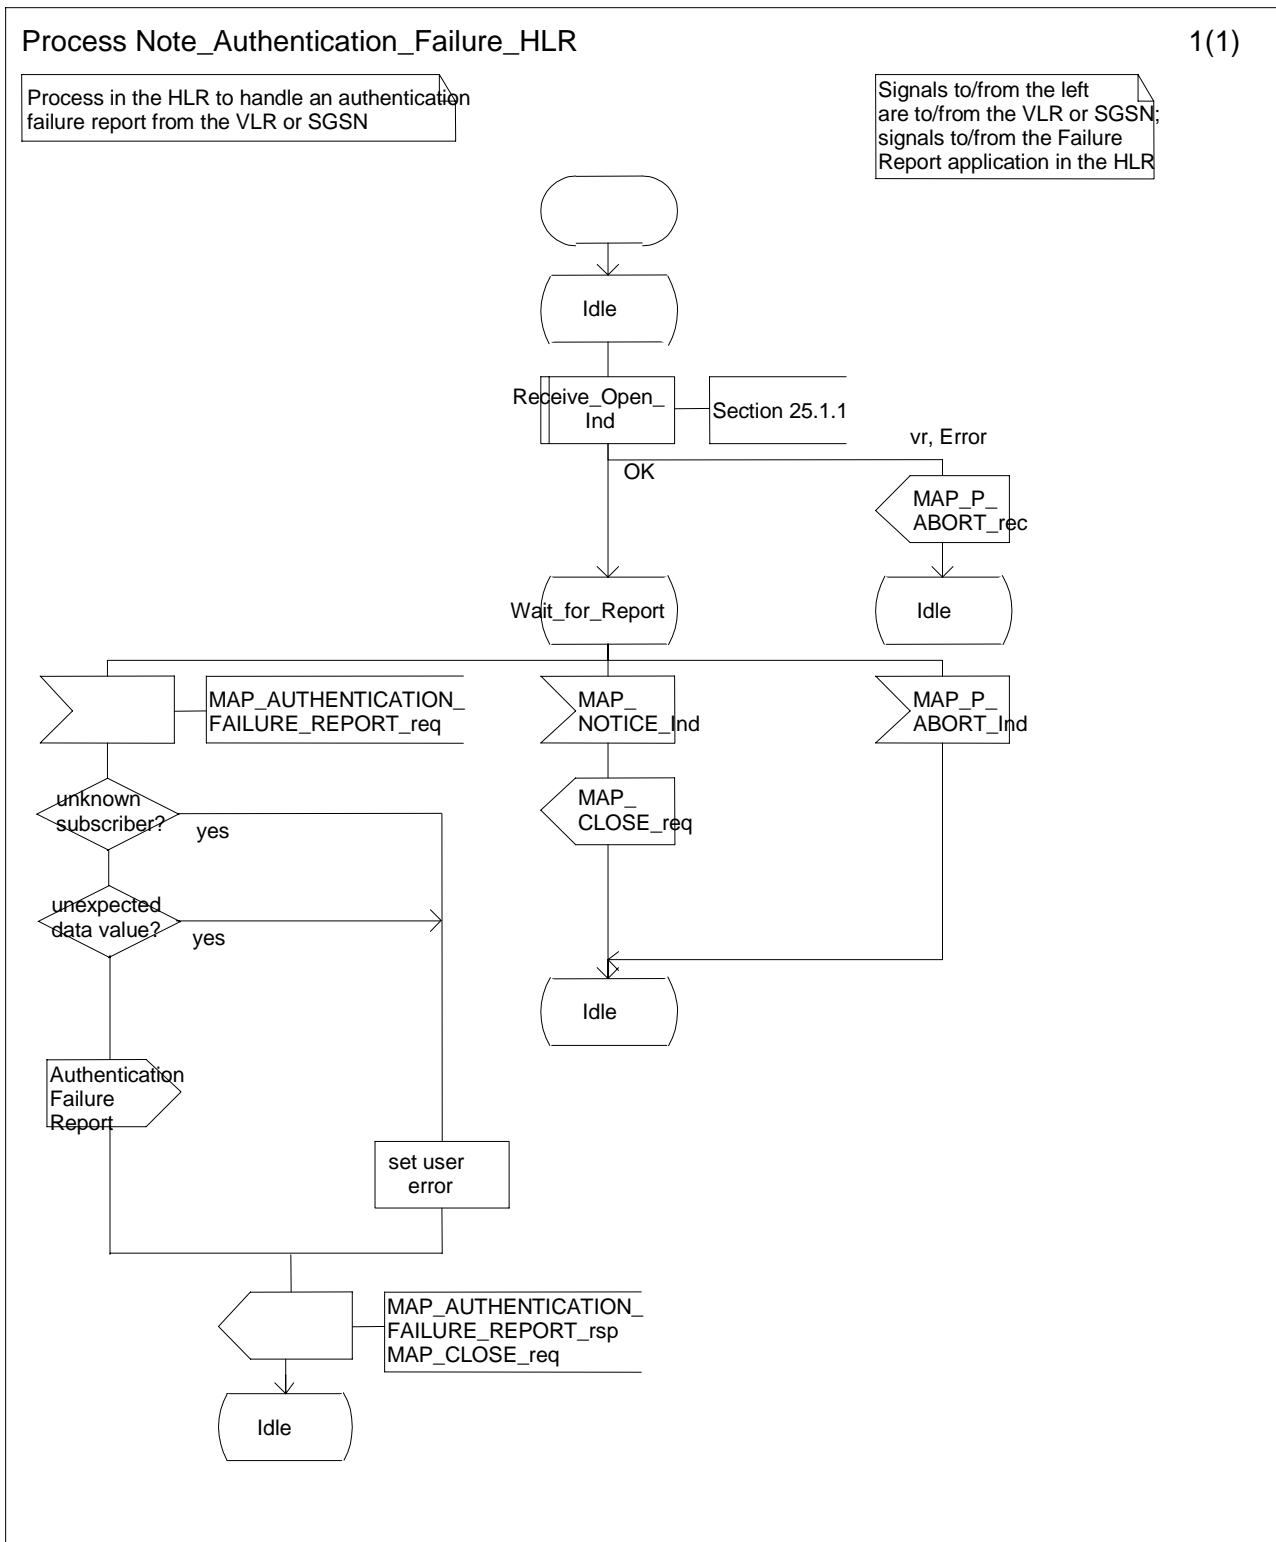 Process Note_Authentication_Failure_HLR
1(1)
Process in the HLR to handle an authentication
failure report from the VLR or SGSN
Signals to/from the left
are to/from the VLR or SGSN;
signals to/from the Failure
Report application in the HLR
Idle
Receive_Open_
Ind
Section 25.1.1
vr, Error
OK
MAP_P_
ABORT_rec
Wait_for_Report
Idle
MAP_AUTHENTICATION_
FAILURE_REPORT_req
MAP_
NOTICE_Ind
MAP_P_
ABORT_Ind
unknown
subscriber?
yes
MAP_
CLOSE_req
unexpected
data value?
yes
Idle
Authentication
Failure
Report
set user
error
MAP_AUTHENTICATION_
FAILURE_REPORT_rsp
MAP_CLOSE_req
Idle